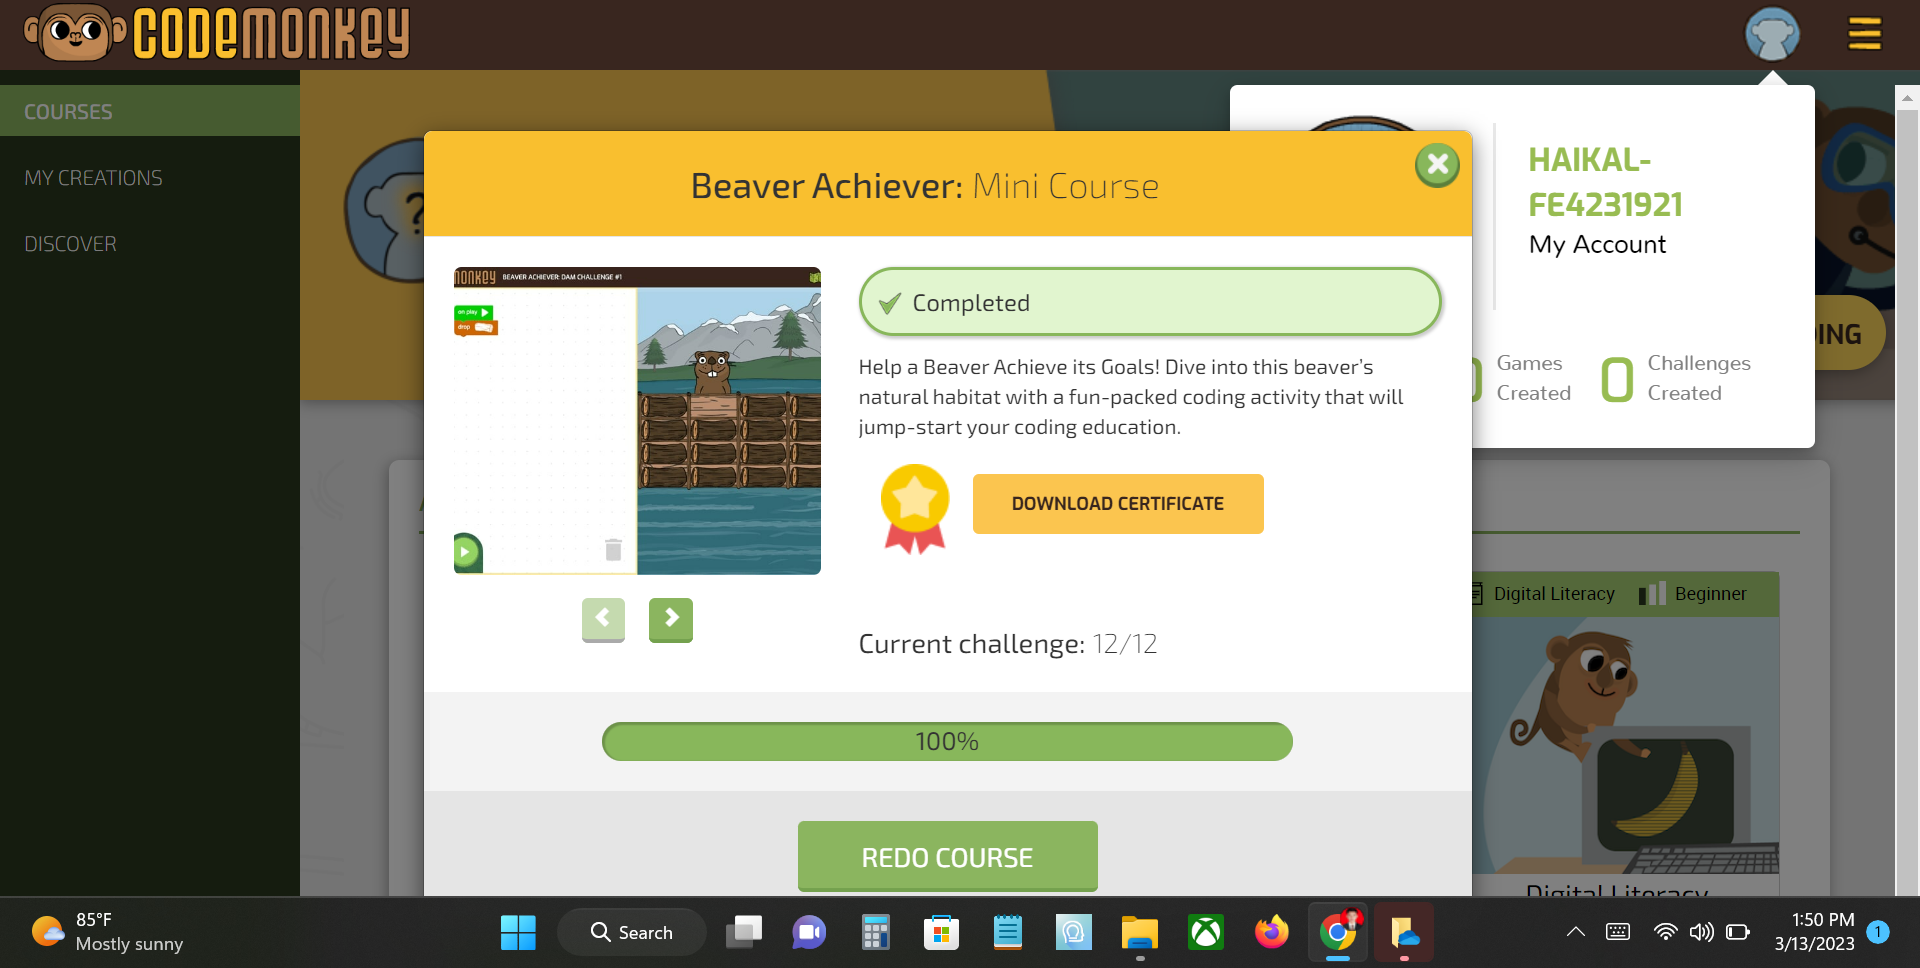 CODEMONKEY
COURSES
MY CREATIONS
DISCOVER
HAIKAL-
FE4231921
My Account
Games
Created
0
Challenges
Created
DING
Beaver Achiever: Mini Course
MONKEY BEAVER ACHIEVER: DAM CHALLENGE #1
on play
drop
Completed
Help a Beaver Achieve its Goals! Dive into this beaver's
natural habitat with a fun-packed coding activity that will
jump-start your coding education.
DOWNLOAD CERTIFICATE
Current challenge: 12/12
100%
REDO COURSE
Digital Literacy
Beginner
Digital Literacy
85°F
Mostly sunny
Search
1:50 PM
3/13/2023
1